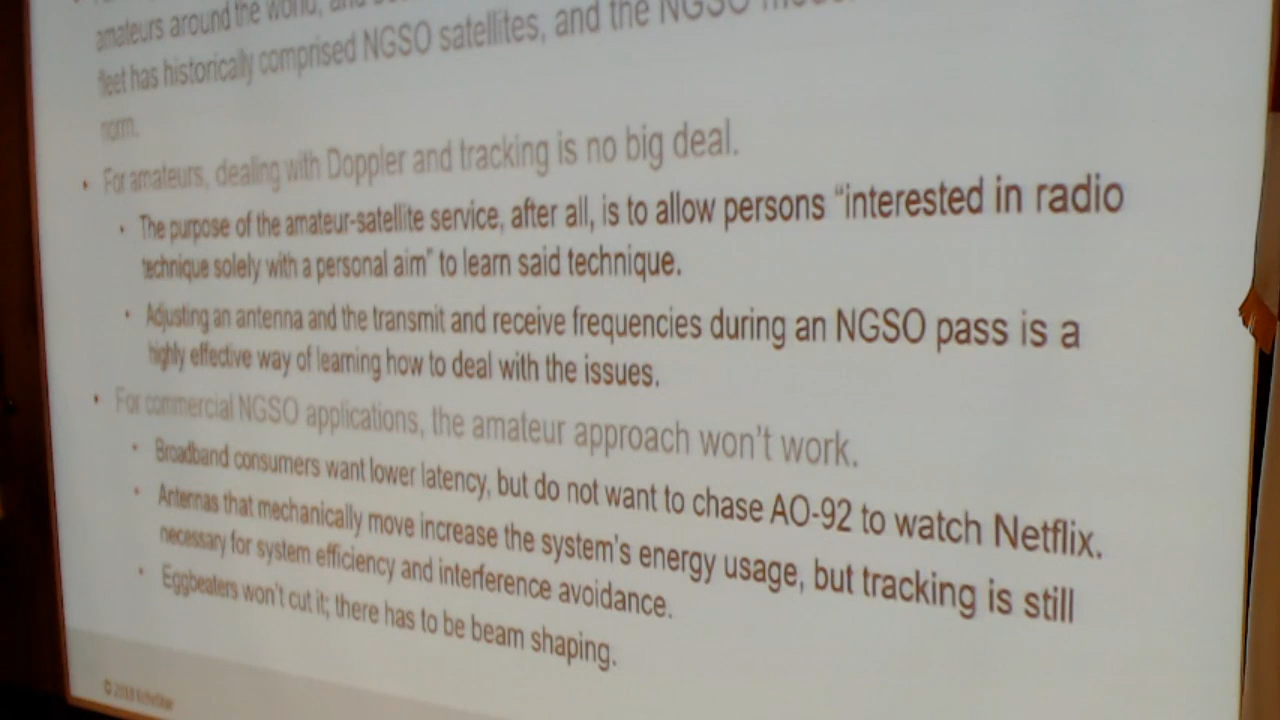 amateurs around the world, and
fleet has historically comprised NGSO satellites, and the NGSO
norm.
• For amateurs, dealing with Doppler and tracking is no big deal.
• The purpose of the amateur-satellite service, after all, is to allow persons “interested in radio
technique solely with a personal aim” to learn said technique.
• Adjusting an antenna and the transmit and receive frequencies during an NGSO pass is a
highly effective way of learning how to deal with the issues.
• For commercial NGSO applications, the amateur approach won’t work.
• Broadband consumers want lower latency, but do not want to chase AO-92 to watch Netflix.
• Antennas that mechanically move increase the system’s energy usage, but tracking is still
necessary for system efficiency and interference avoidance.
• Eggbeaters won’t cut it; there has to be beam shaping.
© 2018 EchoStar